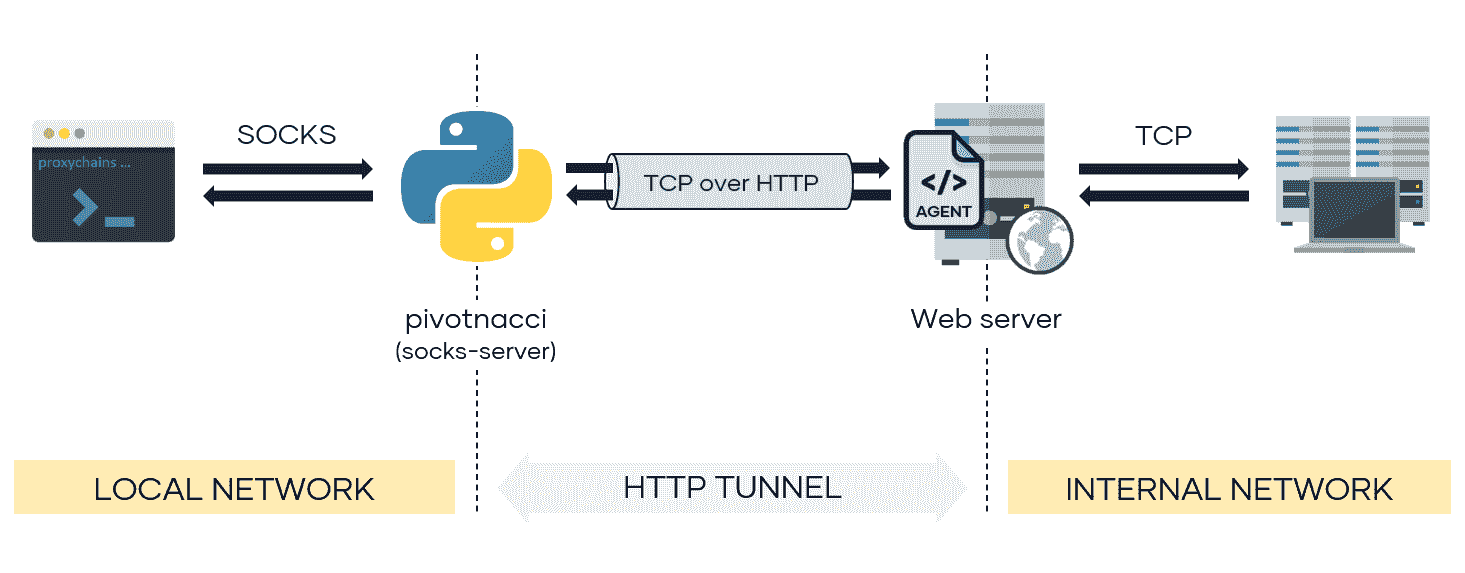 SOCKS
TCP
proxychains ...
TCP over HTTP
</>
AGENT
pivotnacci
(socks-server)
Web server
LOCAL NETWORK
HTTP TUNNEL
INTERNAL NETWORK